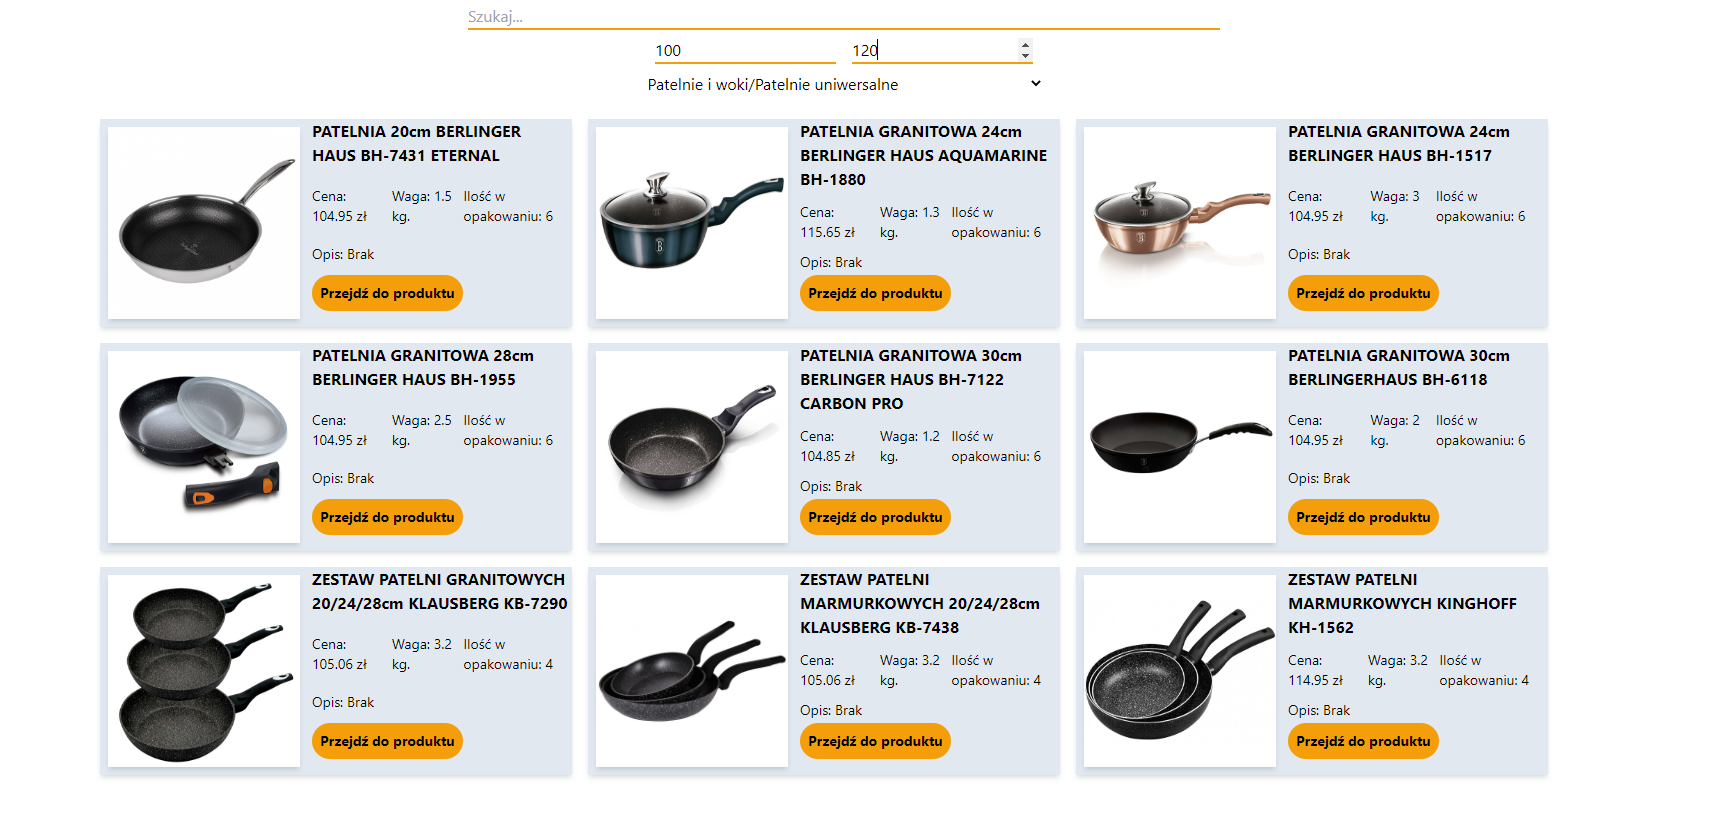 Szukaj...
100
120
Patelnie i woki/Patelnie uniwersalne
PATELNIA 20cm BERLINGER
HAUS BH-7431 ETERNAL
Cena:
104.95 zł
Waga: 1.5
kg.
Ilość w
opakowaniu: 6
Opis: Brak
Przejdź do produktu
PATELNIA GRANITOWA 24cm
BERLINGER HAUS AQUAMARINE
BH-1880
Cena:
115.65 zł
Waga: 1.3
kg.
Ilość w
opakowaniu: 6
Opis: Brak
Przejdź do produktu
PATELNIA GRANITOWA 24cm
BERLINGER HAUS BH-1517
Cena:
104.95 zł
Waga: 3
kg.
Ilość w
opakowaniu: 6
Opis: Brak
Przejdź do produktu
PATELNIA GRANITOWA 28cm
BERLINGER HAUS BH-1955
Cena:
104.95 zł
Waga: 2.5
kg.
Ilość w
opakowaniu: 6
Opis: Brak
Przejdź do produktu
PATELNIA GRANITOWA 30cm
BERLINGER HAUS BH-7122
CARBON PRO
Cena:
104.85 zł
Waga: 1.2
kg.
Ilość w
opakowaniu: 6
Opis: Brak
Przejdź do produktu
PATELNIA GRANITOWA 30cm
BERLINGERHAUS BH-6118
Cena:
104.95 zł
Waga: 2
kg.
Ilość w
opakowaniu: 6
Opis: Brak
Przejdź do produktu
ZESTAW PATELNI GRANITOWYCH
20/24/28cm KLAUSBERG KB-7290
Cena:
105.06 zł
Waga: 3.2
kg.
Ilość w
opakowaniu: 4
Opis: Brak
Przejdź do produktu
ZESTAW PATELNI
MARMURKOWYCH 20/24/28cm
KLAUSBERG KB-7438
Cena:
105.06 zł
Waga: 3.2
kg.
Ilość w
opakowaniu: 4
Opis: Brak
Przejdź do produktu
ZESTAW PATELNI
MARMURKOWYCH KINGHOFF
KH-1562
Cena:
114.95 zł
Waga: 3.2
kg.
Ilość w
opakowaniu: 4
Opis: Brak
Przejdź do produktu